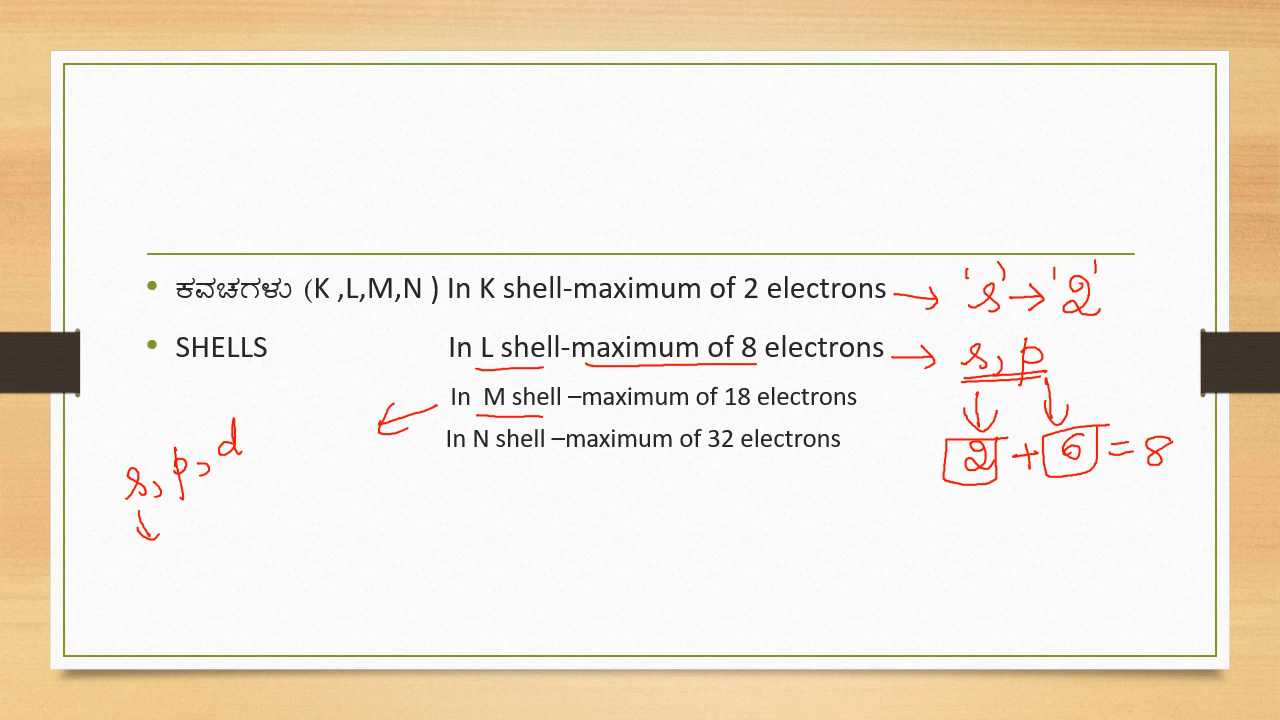 • ಕವಚಗಳು (K ,L,M,N ) In K shell-maximum of 2 electrons → 's' → '2'
• SHELLS In L shell-maximum of 8 electrons → s, p
In M shell –maximum of 18 electrons
In N shell –maximum of 32 electrons
2 + 6 = 8
s, p, d